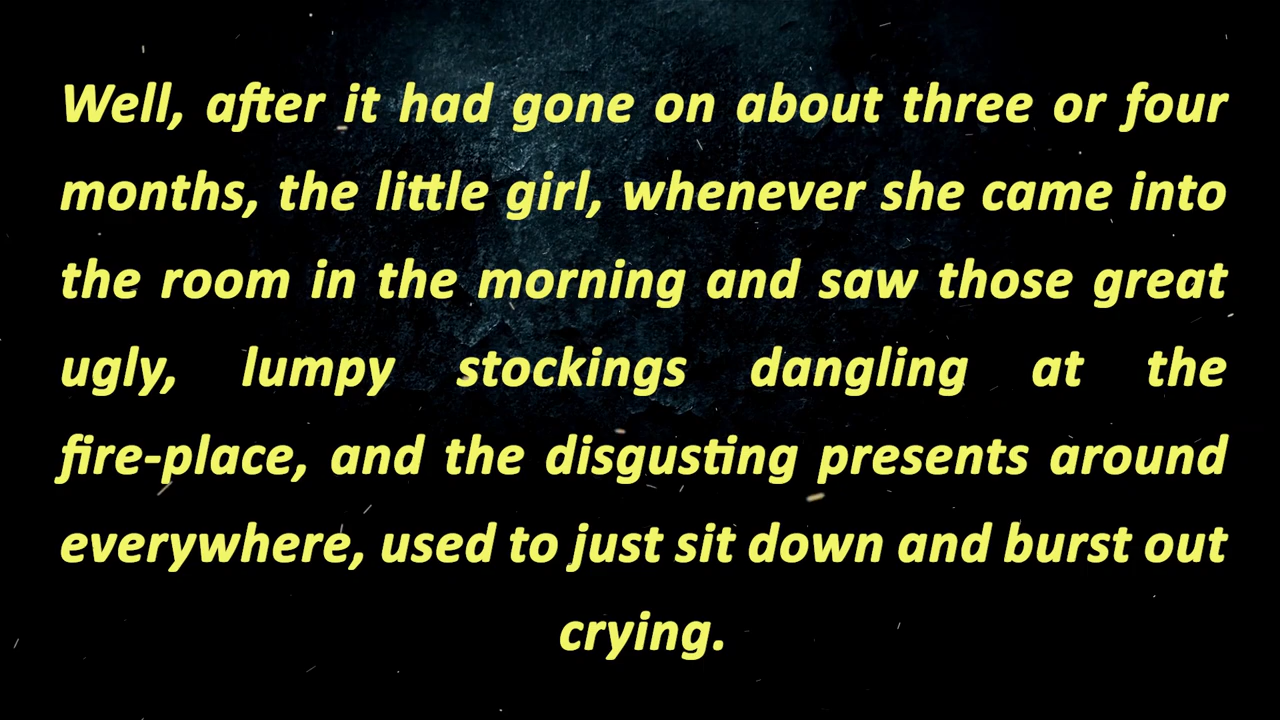 Well, after it had gone on about three or four
months, the little girl, whenever she came into
the room in the morning and saw those great
ugly, lumpy stockings dangling at the
fire-place, and the disgusting presents around
everywhere, used to just sit down and burst out
crying.